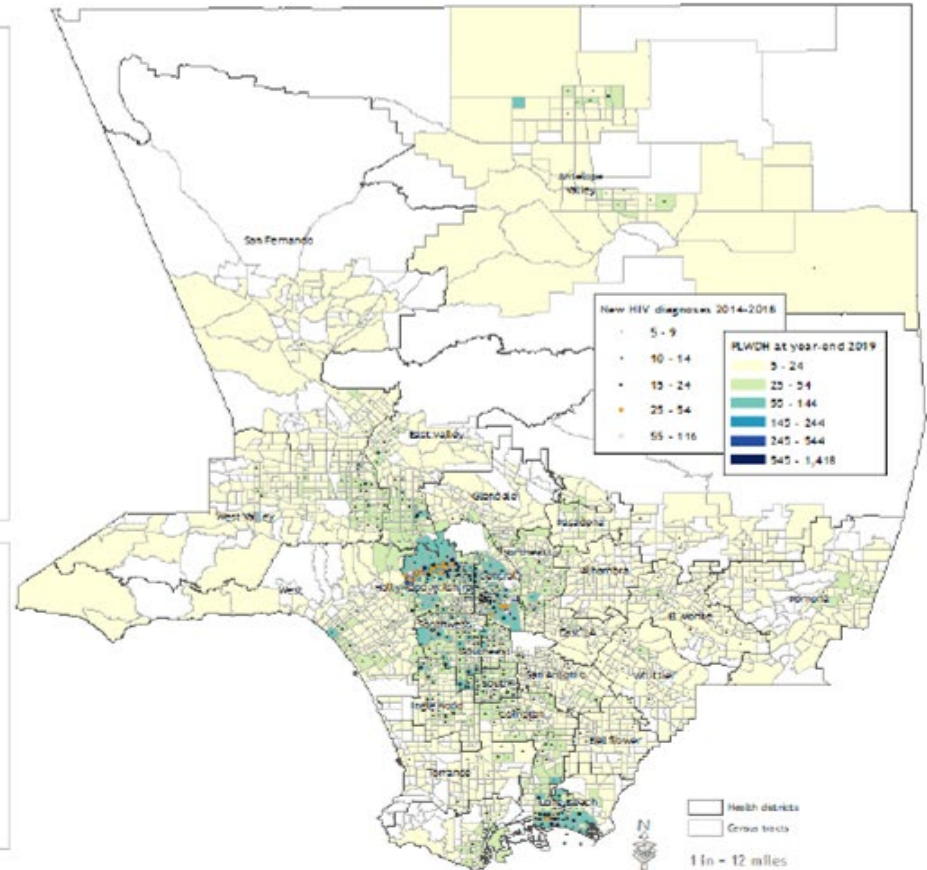 Antelope
Valley
San Fernando
New HIV diagnoses 2014-2018
5 - 9
10 - 14
15 - 24
25 - 54
55 - 116
PLWDH at year-end 2019
5 - 24
25 - 54
55 - 144
145 - 244
245 - 544
545 - 1,418
East Valley
Glendale
West Valley
Pasadena
Northeast
Alhambra
West
Central
Pomona
El Monte
Southwest
East LA
Southeast
San Antonio
Whittier
South
Inglewood
Compton
Bellflower
Torrance
Long Beach
Health districts
Census tracts
N
1 in = 12 miles